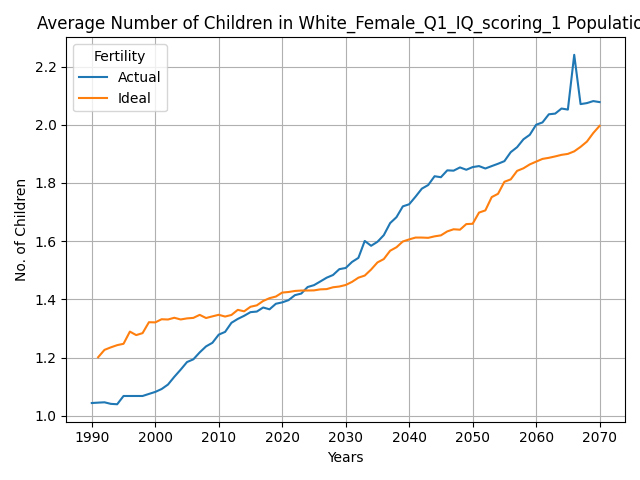 Average Number of Children in White_Female_Q1_IQ_scoring_1 Populatio
Fertility
Actual
Ideal
No. of Children
2.2
2.0
1.8
1.6
1.4
1.2
1.0
1990 2000 2010 2020 2030 2040 2050 2060 2070
Years